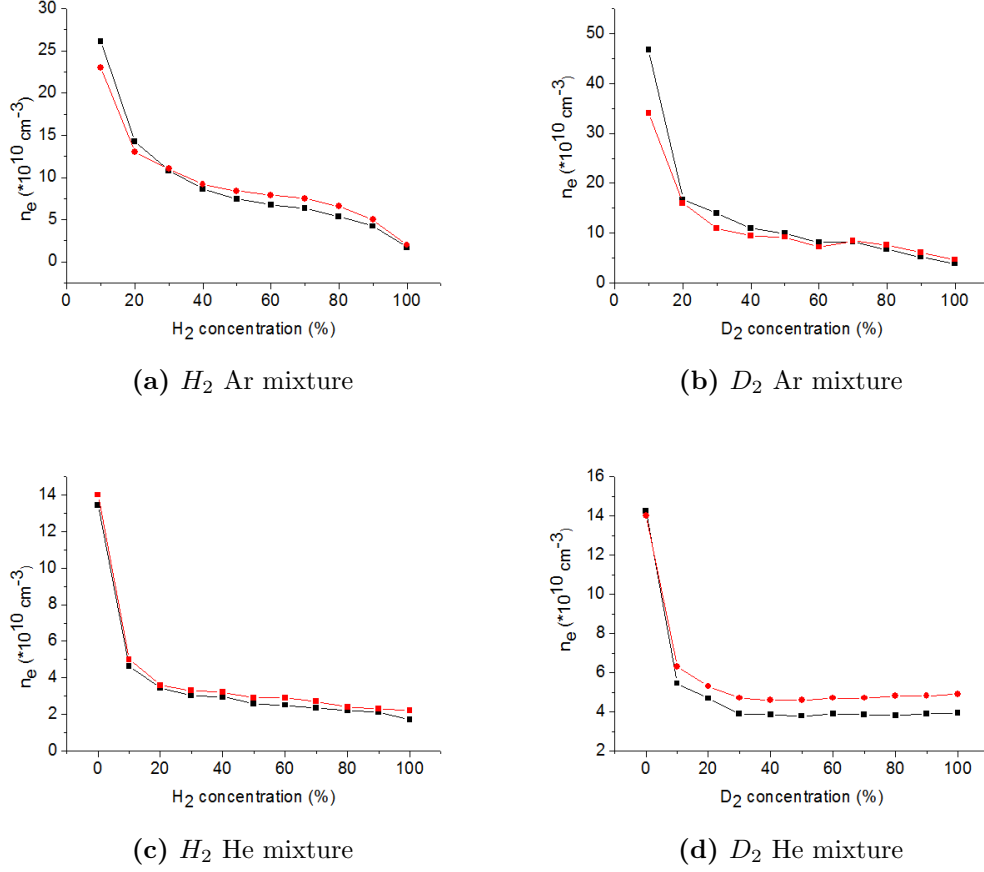 30
25
20
15
10
5
0
n_e (*10^10 cm^-3)
0 20 40 60 80 100
H2 concentration (%)
(a) H2 Ar mixture
50
40
30
20
10
0
n_e (*10^10 cm^-3)
0 20 40 60 80 100
D2 concentration (%)
(b) D2 Ar mixture
14
12
10
8
6
4
2
0
n_e (*10^10 cm^-3)
0 20 40 60 80 100
H2 concentration (%)
(c) H2 He mixture
16
14
12
10
8
6
4
2
n_e (*10^10 cm^-3)
0 20 40 60 80 100
D2 concentration (%)
(d) D2 He mixture